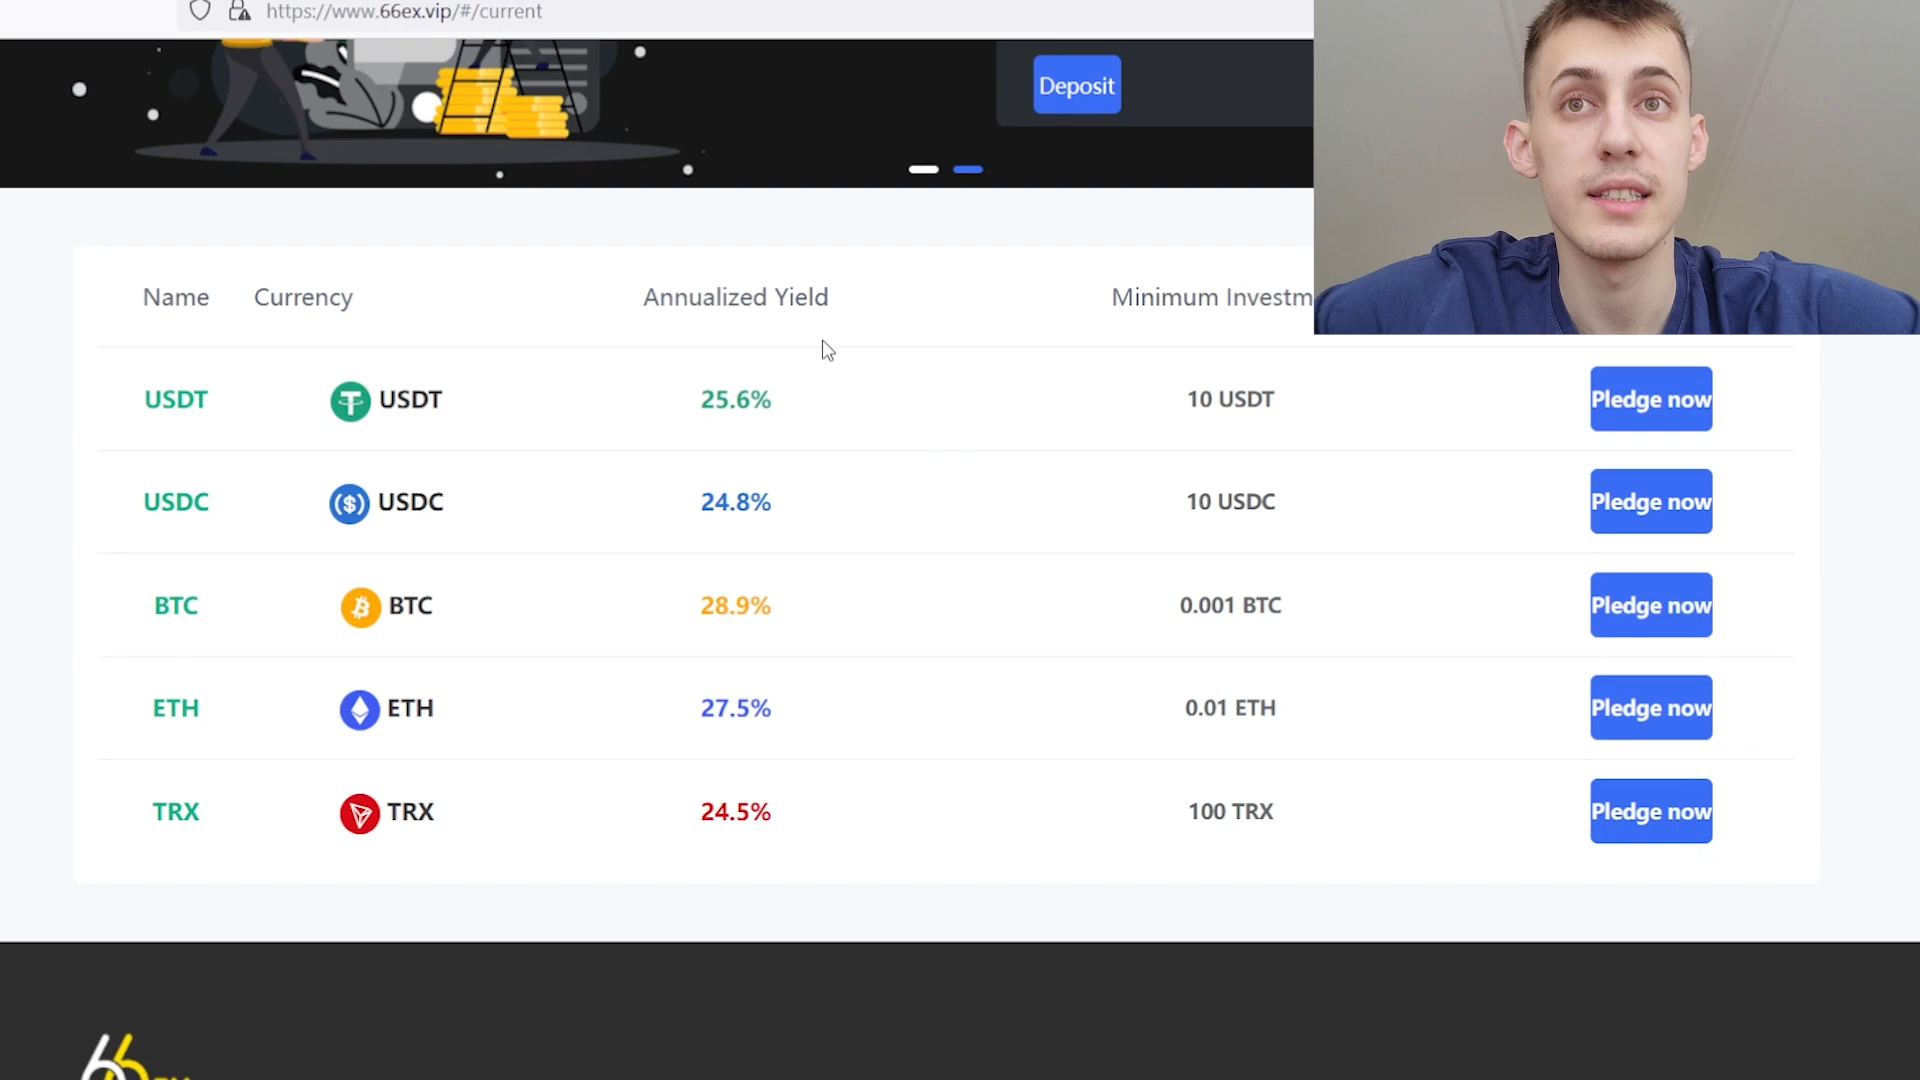 https://www.66ex.vip/#/current
Deposit
Name Currency Annualized Yield Minimum Investm
USDT USDT 25.6% 10 USDT Pledge now
USDC USDC 24.8% 10 USDC Pledge now
BTC BTC 28.9% 0.001 BTC Pledge now
ETH ETH 27.5% 0.01 ETH Pledge now
TRX TRX 24.5% 100 TRX Pledge now
66